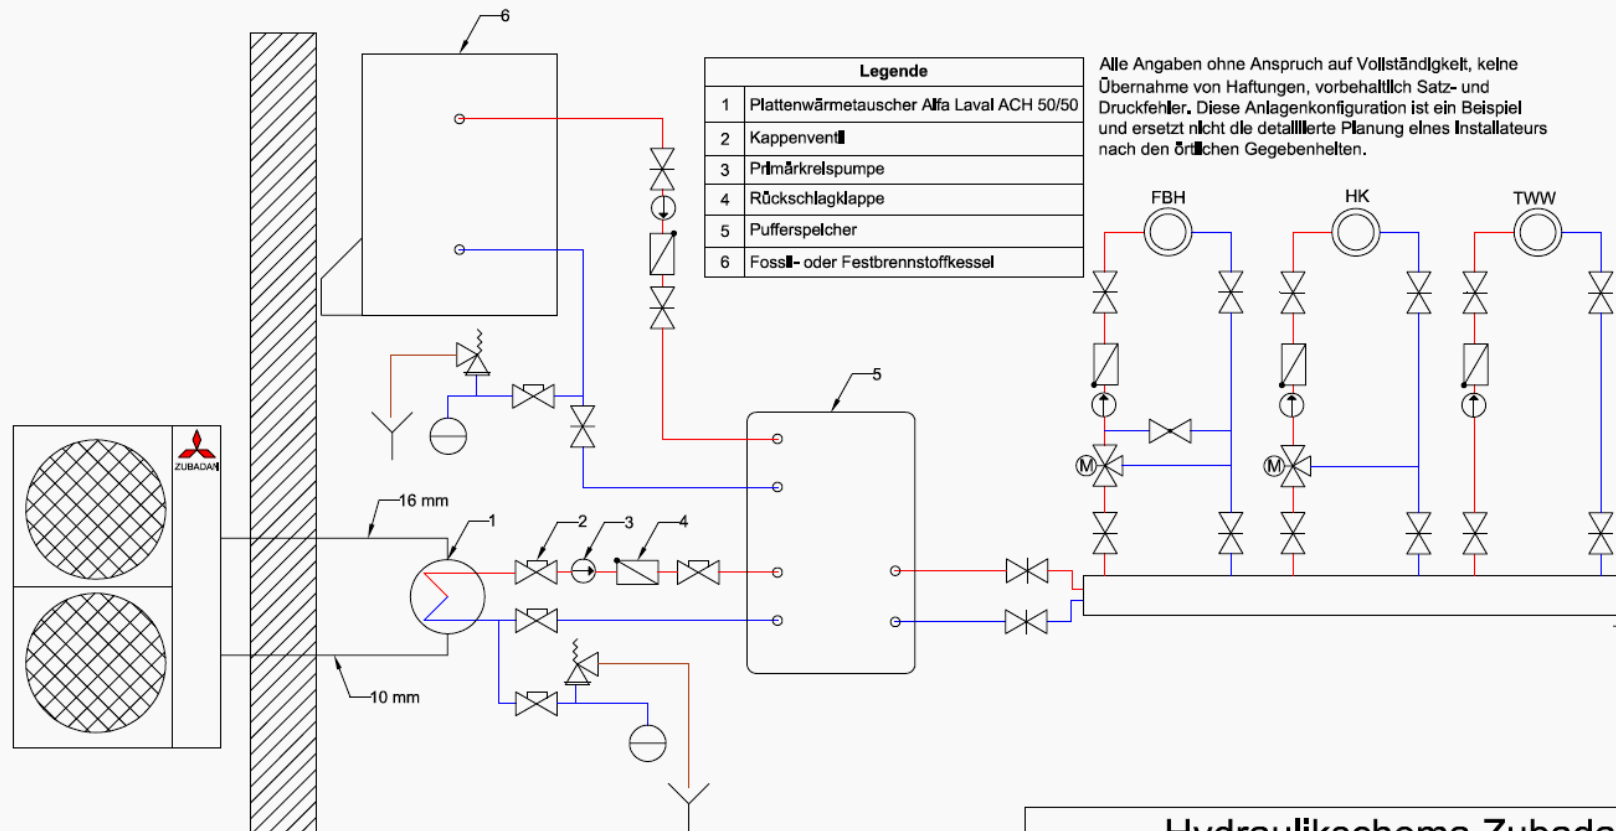 6
Legende
1 Plattenwärmetauscher Alfa Laval ACH 50/50
2 Kappenventil
3 Primärkreispumpe
4 Rückschlagklappe
5 Pufferspeicher
6 Fossil- oder Festbrennstoffkessel
Alle Angaben ohne Anspruch auf Vollständigkeit, keine
Übernahme von Haftungen, vorbehaltlich Satz- und
Druckfehler. Diese Anlagenkonfiguration ist ein Beispiel
und ersetzt nicht die detaillierte Planung eines Installateurs
nach den örtlichen Gegebenheiten.
FBH
HK
TWW
5
ZUBADAN
M
M
16 mm
1
2
3
4
10 mm
Hydraulikschema Zubada